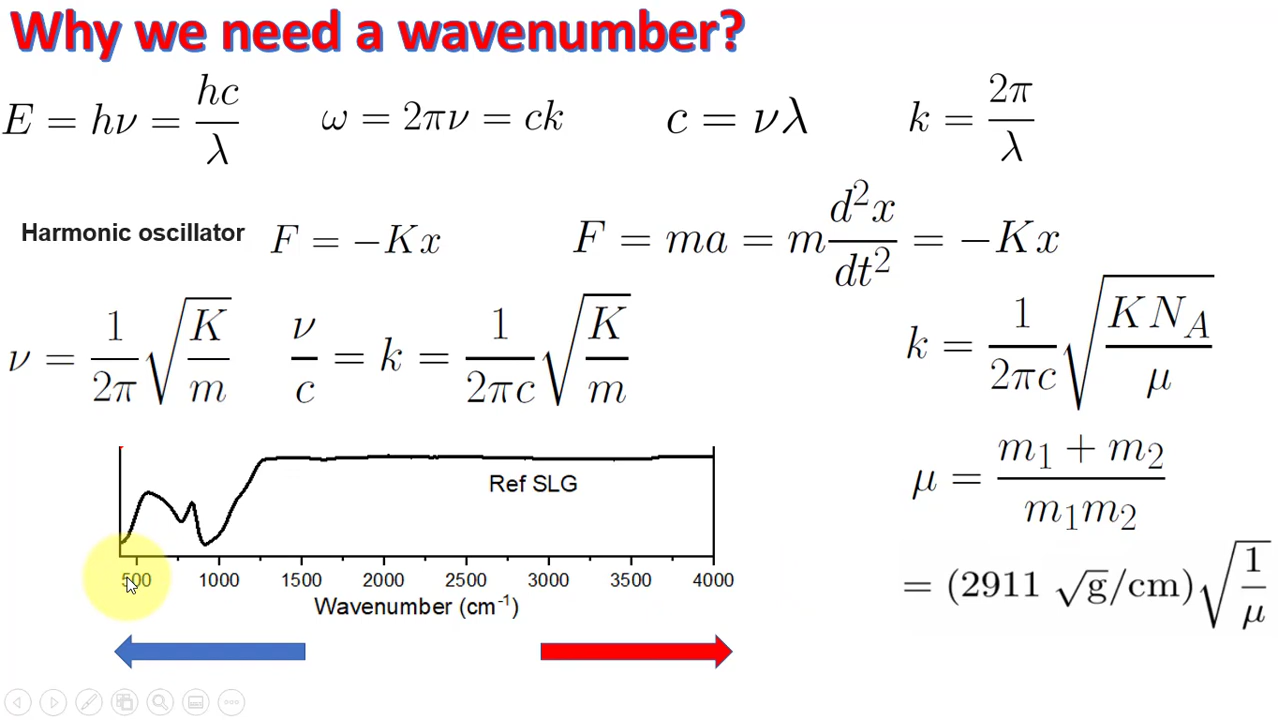 Why we need a wavenumber?
E = hν = hc/λ
ω = 2πν = ck
c = νλ
k = 2π/λ
Harmonic oscillator
F = −Kx
F = ma = m d²x/dt² = −Kx
ν = 1/2π √(K/m)
ν/c = k = 1/2πc √(K/m)
k = 1/2πc √(KN_A/μ)
μ = m₁ + m₂/m₁m₂
= (2911 √g/cm)√(1/μ)
Ref SLG
500 1000 1500 2000 2500 3000 3500 4000
Wavenumber (cm⁻¹)